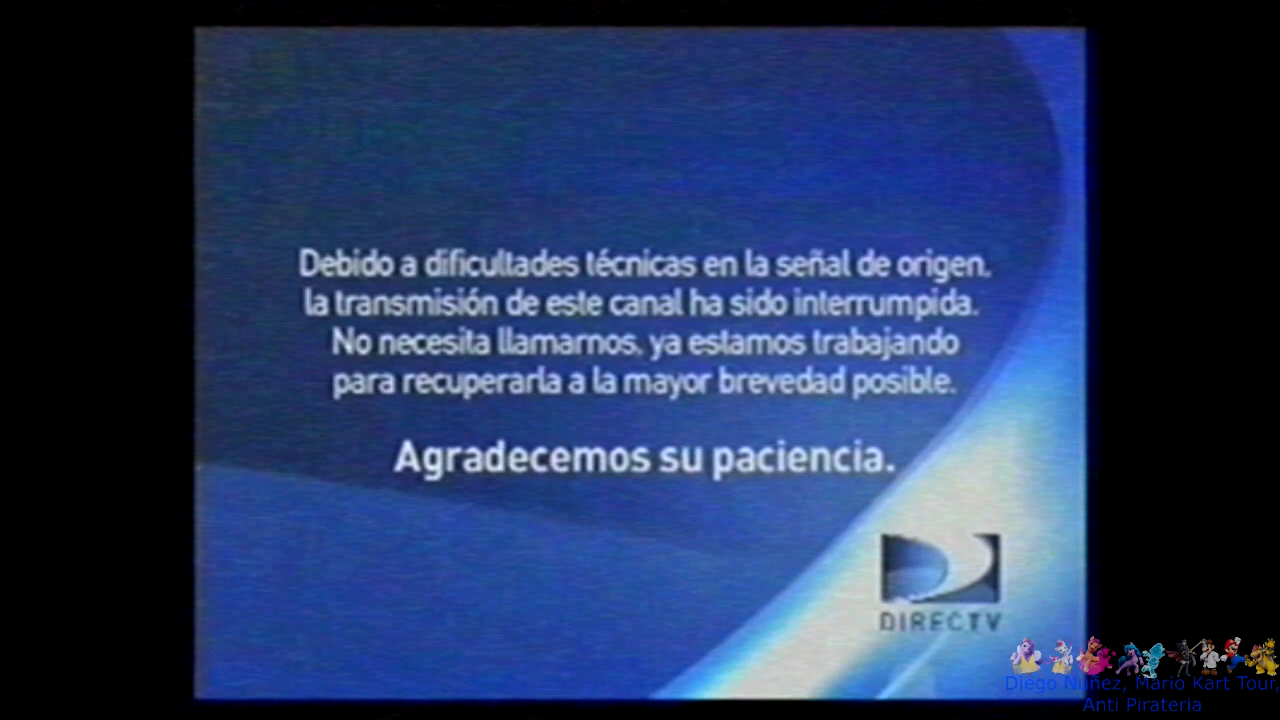 Debido a dificultades técnicas en la señal de origen,
la transmisión de este canal ha sido interrumpida.
No necesita llamarnos, ya estamos trabajando
para recuperarla a la mayor brevedad posible.
Agradecemos su paciencia.
DIRECTV
Diego Nuñez, Mario Kart Tour,
Anti Pirateria